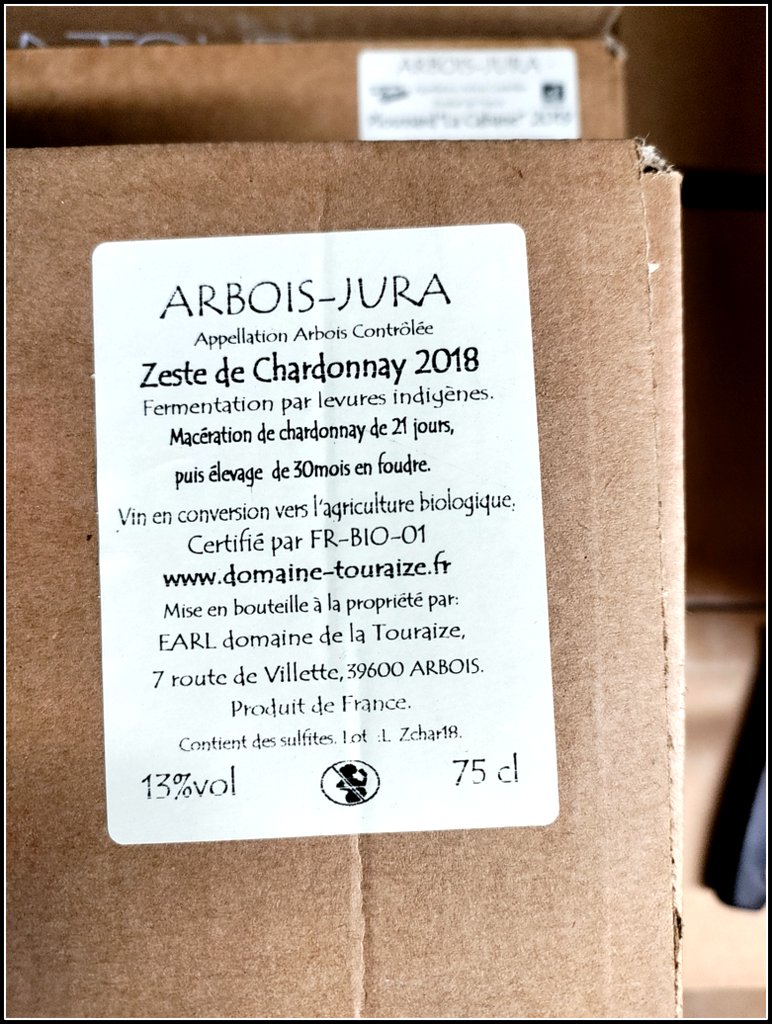 ARBOIS-JURA
2018
ARBOIS-JURA
Appellation Arbois Contrôlée
Zeste de Chardonnay 2018
Fermentation par levures indigènes.
Macération de chardonnay de 21 jours,
puis élevage de 30mois en foudre.
Vin en conversion vers l'agriculture biologique,
Certifié par FR-BIO-01
www.domaine-touraize.fr
Mise en bouteille à la propriété par:
EARL domaine de la Touraize,
7 route de Villette,39600 ARBOIS.
Produit de France.
Contient des sulfites. Lot :L Zchar18.
13%vol
75 cl